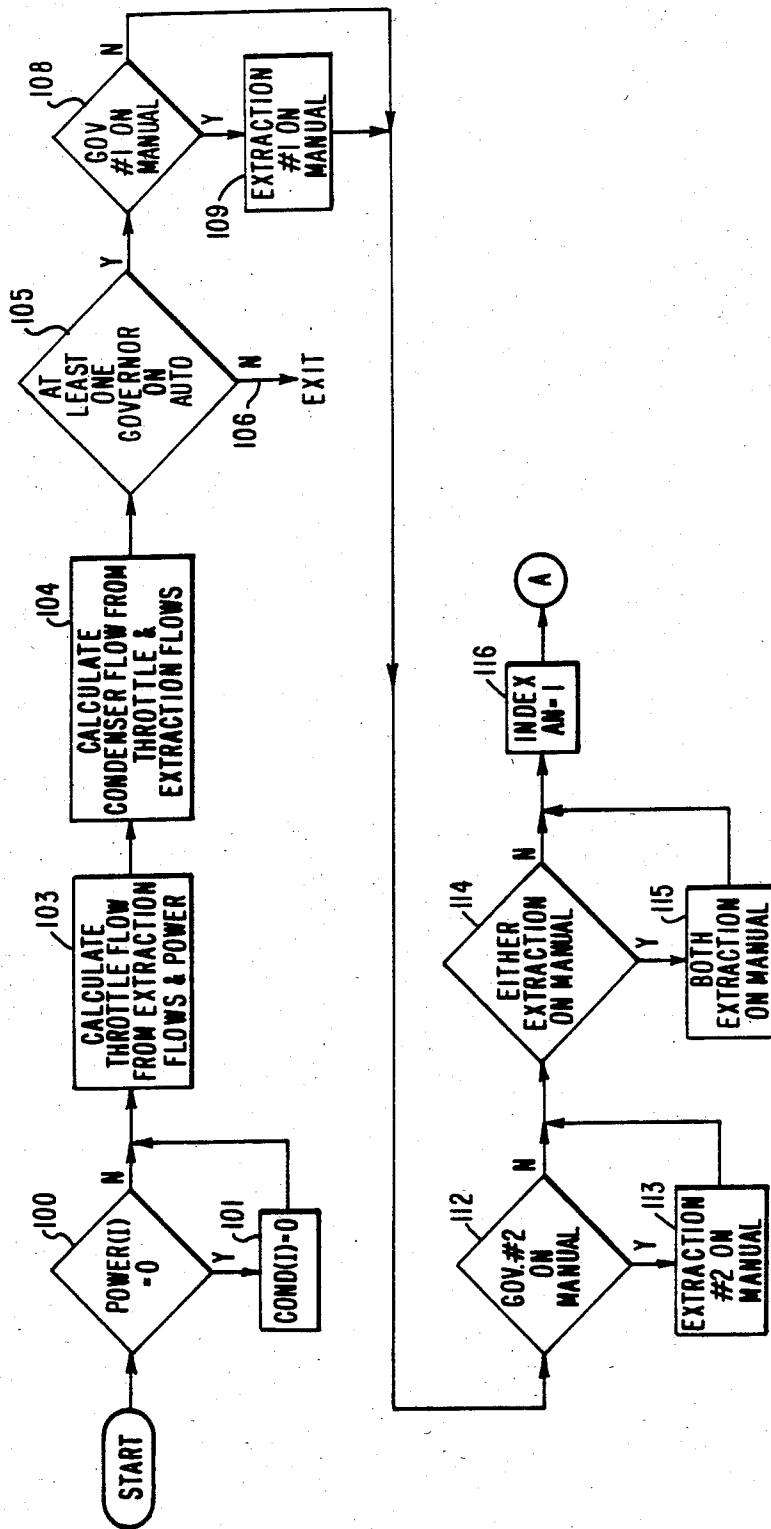 START
100
POWER(I)
=0
N
Y
101
COND(I)=0
103
CALCULATE
THROTTLE FLOW
FROM EXTRACTION
FLOWS & POWER
104
CALCULATE
CONDENSER FLOW FROM
THROTTLE &
EXTRACTION FLOWS
105
AT
LEAST
ONE
GOVERNOR
ON
AUTO
Y
N
106
EXIT
108
GOV
#1 ON
MANUAL
N
Y
109
EXTRACTION
#1 ON
MANUAL
112
GOV.#2
ON
MANUAL
N
Y
113
EXTRACTION
#2 ON
MANUAL
114
EITHER
EXTRACTION
ON MANUAL
N
Y
115
BOTH
EXTRACTION
ON MANUAL
116
INDEX
AN=1
A